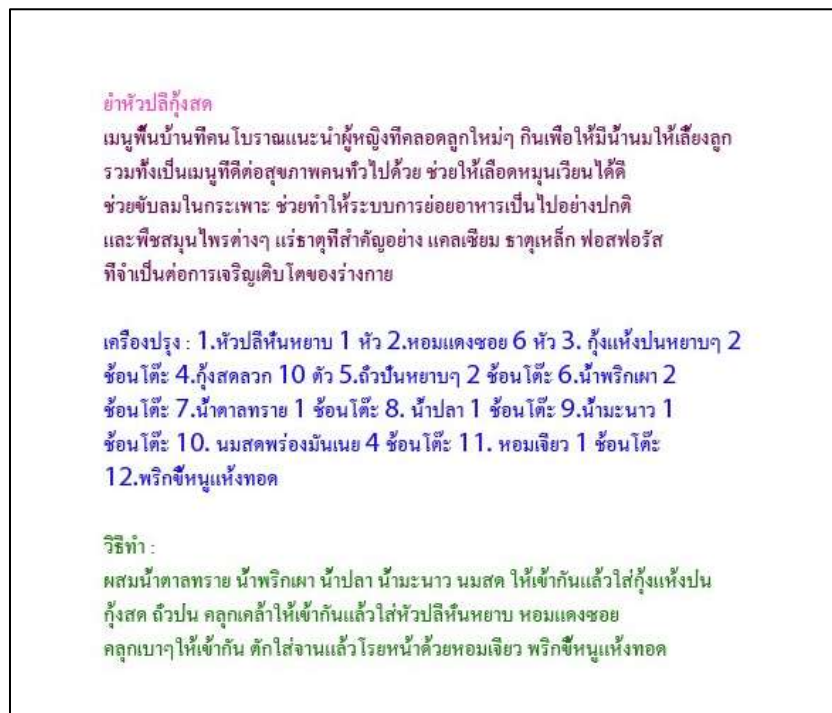 ยำหัวปลีกุ้งสด
เมนูพื้นบ้านที่คนโบราณแนะนำผู้หญิงที่คลอดลูกใหม่ๆ กินเพื่อให้มีน้ำนมให้เลี้ยงลูก
รวมทั้งเป็นเมนูที่ดีต่อสุขภาพคนทั่วไปด้วย ช่วยให้เลือดหมุนเวียนได้ดี
ช่วยขับลมในกระเพาะ ช่วยทำให้ระบบการย่อยอาหารเป็นไปอย่างปกติ
และพืชสมุนไพรต่างๆ แร่ธาตุที่สำคัญอย่าง แคลเซียม ธาตุเหล็ก ฟอสฟอรัส
ที่จำเป็นต่อการเจริญเติบโตของร่างกาย
เครื่องปรุง : 1.หัวปลีหั่นหยาบ 1 หัว 2.หอมแดงซอย 6 หัว 3. กุ้งแห้งปนหยาบๆ 2
ช้อนโต๊ะ 4.กุ้งสดลวก 10 ตัว 5.ถั่วป่นหยาบๆ 2 ช้อนโต๊ะ 6.น้ำพริกเผา 2
ช้อนโต๊ะ 7.น้ำตาลทราย 1 ช้อนโต๊ะ 8. น้ำปลา 1 ช้อนโต๊ะ 9.น้ำมะนาว 1
ช้อนโต๊ะ 10. นมสดพร่องมันเนย 4 ช้อนโต๊ะ 11. หอมเจียว 1 ช้อนโต๊ะ
12.พริกขี้หนูแห้งทอด
วิธีทำ :
ผสมน้ำตาลทราย น้ำพริกเผา น้ำปลา น้ำมะนาว นมสด ให้เข้ากันแล้วใส่กุ้งแห้งปน
กุ้งสด ถั่วปน คลุกเคล้าให้เข้ากันแล้วใส่หัวปลีหั่นหยาบ หอมแดงซอย
คลุกเบาๆให้เข้ากัน ตักใส่จานแล้วโรยหน้าด้วยหอมเจียว พริกขี้หนูแห้งทอด